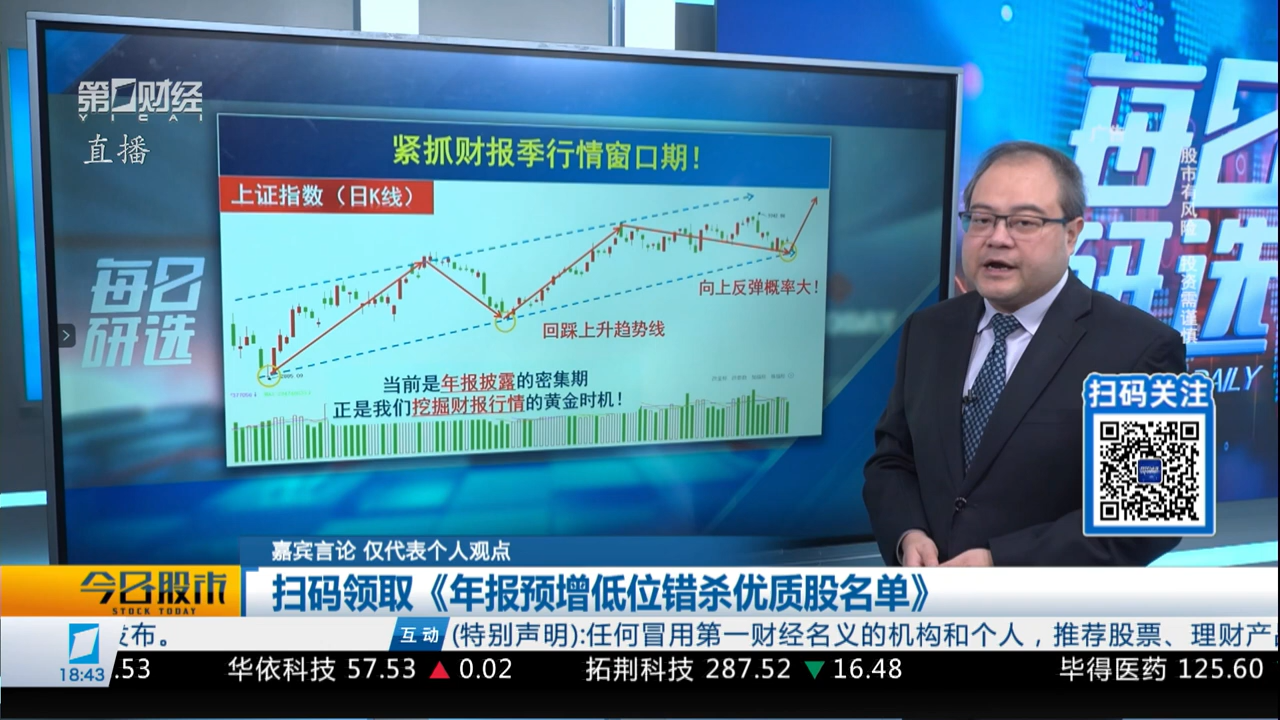 第一财经
YICAI
直播
紧抓财报季行情窗口期！
上证指数（日K线）
向上反弹概率大！
回踩上升趋势线
当前是年报披露的密集期
正是我们挖掘财报行情的黄金时机！
每日
研选
每日
研选
DAILY
股市有风险 投资需谨慎
扫码关注
嘉宾言论 仅代表个人观点
今日股市
STOCK TODAY
扫码领取《年报预增低位错杀优质股名单》
发布。
互动
(特别声明):任何冒用第一财经名义的机构和个人，推荐股票、理财产
18:43
.53 华依科技 57.53 ▲ 0.02 拓荆科技 287.52 ▼ 16.48 毕得医药 125.60